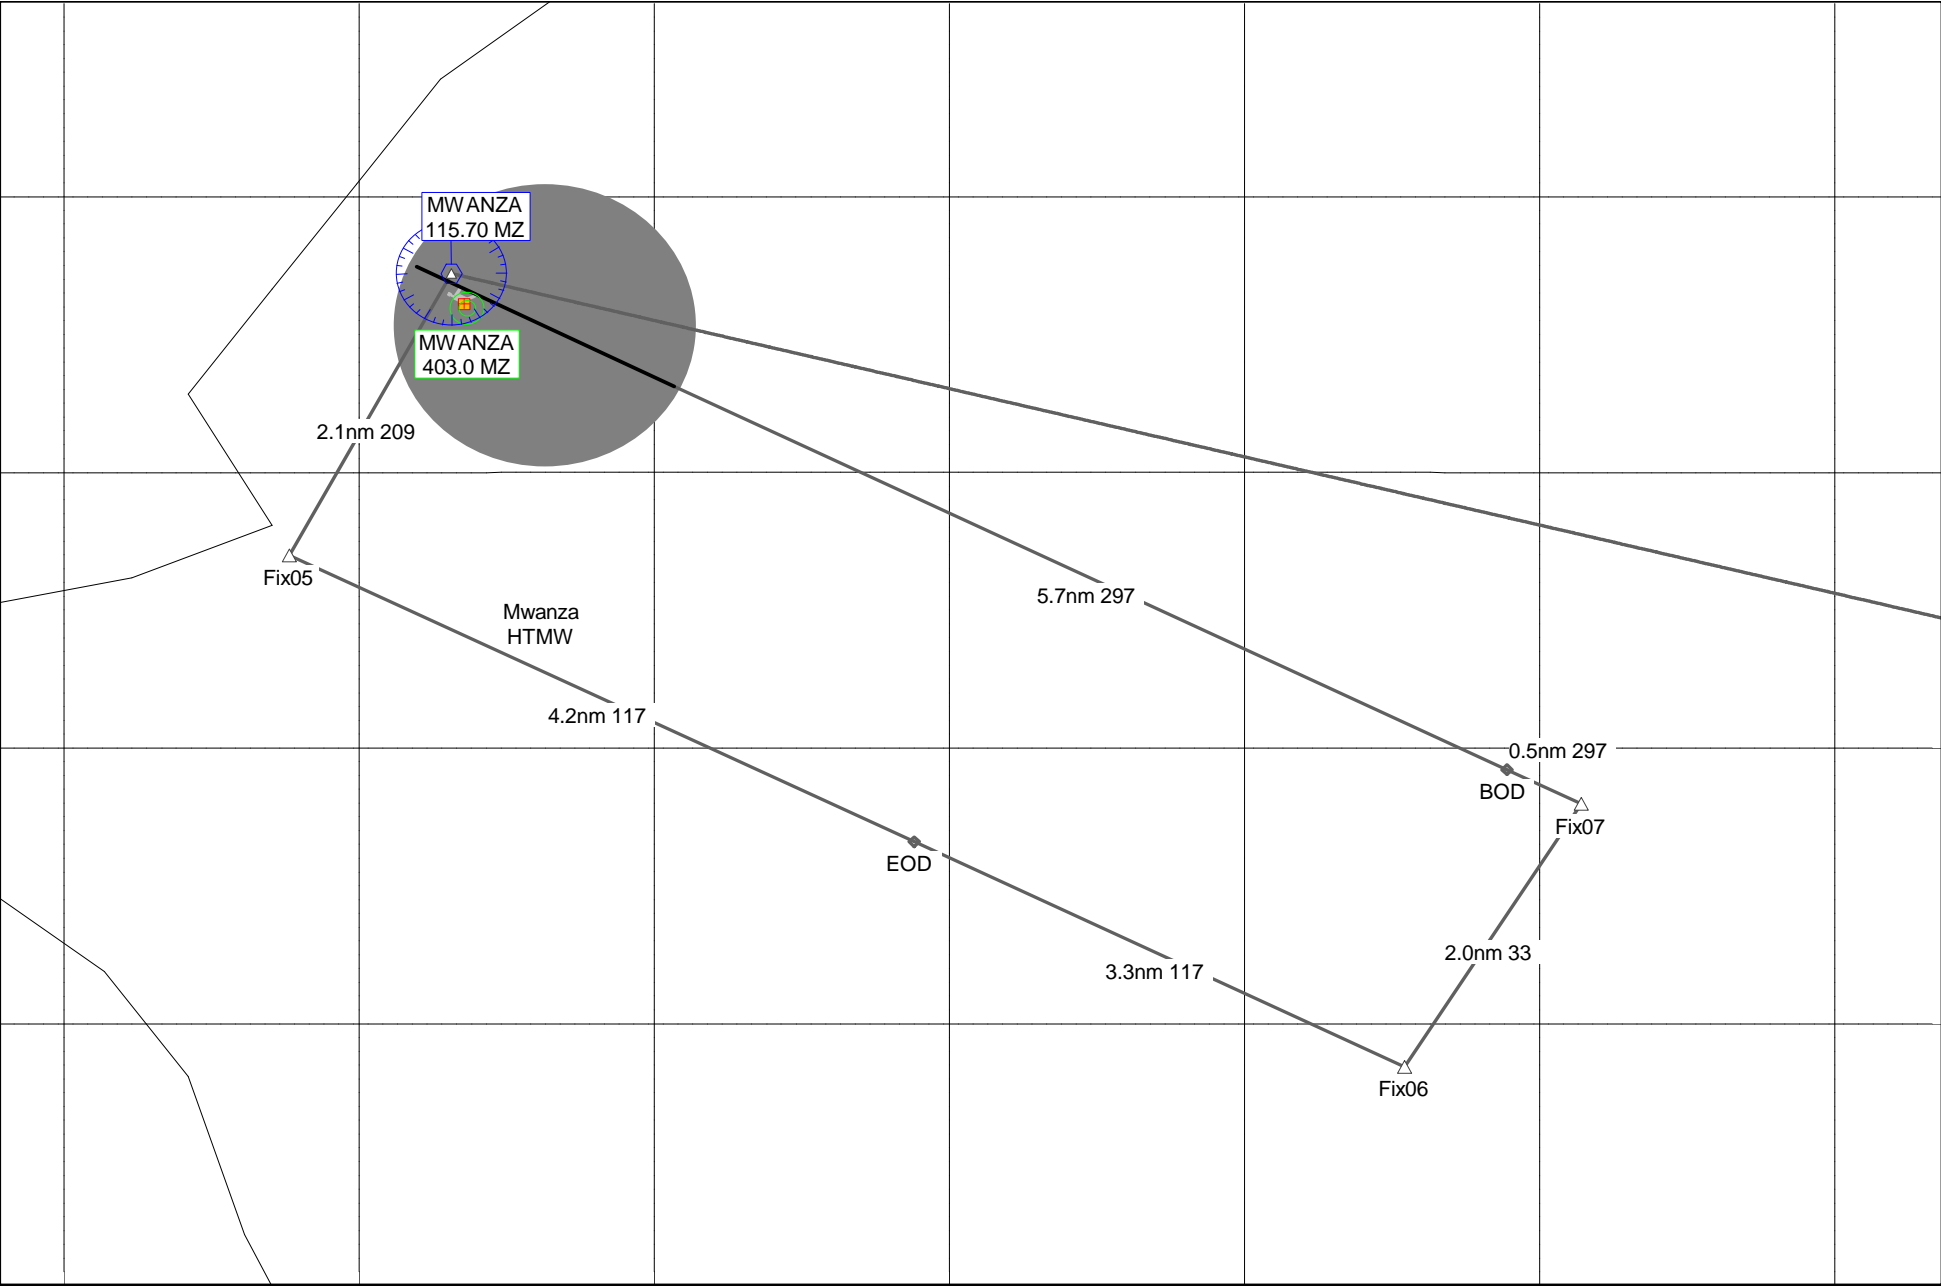 MWANZA
115.70 MZ
MWANZA
403.0 MZ
2.1nm 209
Fix05
5.7nm 297
Mwanza
HTMW
4.2nm 117
0.5nm 297
BOD
Fix07
EOD
2.0nm 33
3.3nm 117
Fix06